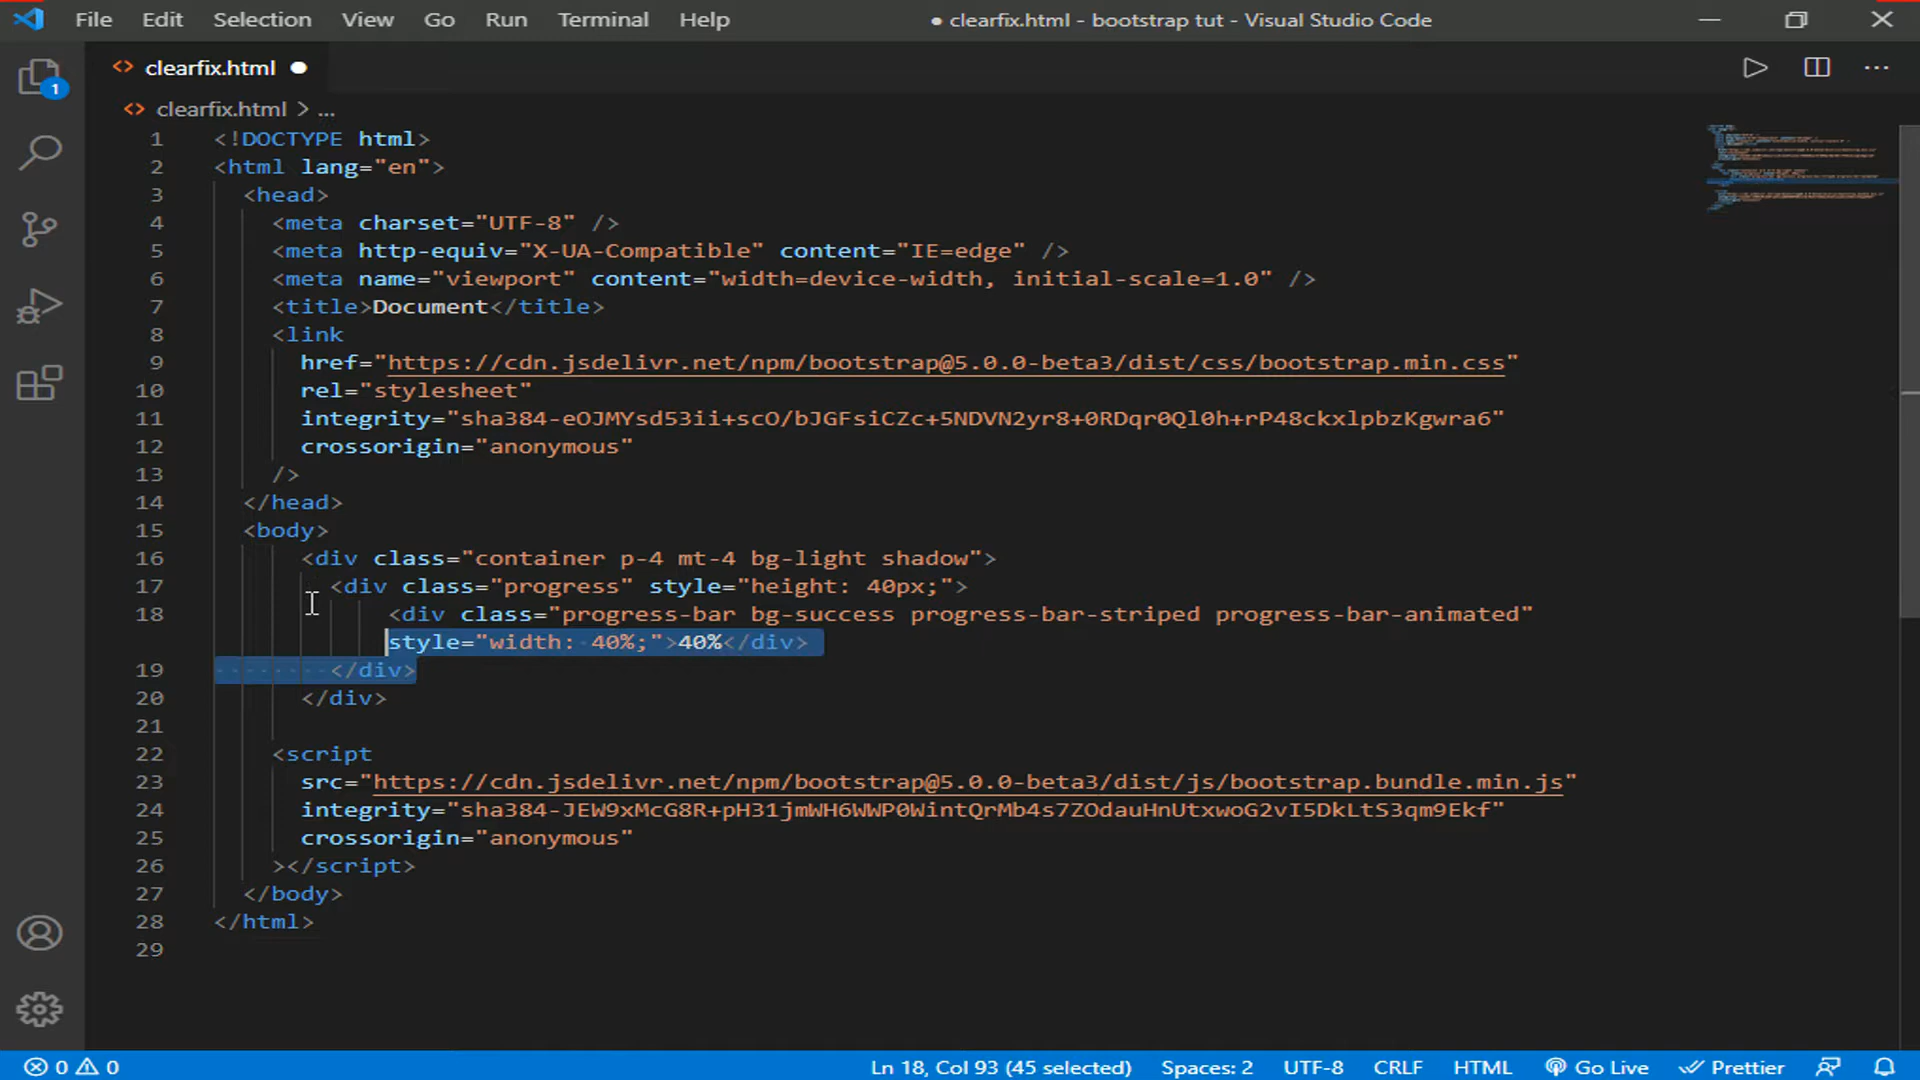 File Edit Selection View Go Run Terminal Help ● clearfix.html - bootstrap tut - Visual Studio Code
1
<> clearfix.html ●
<> clearfix.html > ...
1 <!DOCTYPE html>
2 <html lang="en">
3 <head>
4 <meta charset="UTF-8" />
5 <meta http-equiv="X-UA-Compatible" content="IE=edge" />
6 <meta name="viewport" content="width=device-width, initial-scale=1.0" />
7 <title>Document</title>
8 <link
9 href="https://cdn.jsdelivr.net/npm/bootstrap@5.0.0-beta3/dist/css/bootstrap.min.css"
10 rel="stylesheet"
11 integrity="sha384-eOJMYsd53ii+scO/bJGFsiCZc+5NDVN2yr8+0RDqr0Ql0h+rP48ckxlpbzKgwra6"
12 crossorigin="anonymous"
13 />
14 </head>
15 <body>
16 <div class="container p-4 mt-4 bg-light shadow">
17 <div class="progress" style="height: 40px;">
18 <div class="progress-bar bg-success progress-bar-striped progress-bar-animated"
style="width: 40%;">40%</div>
19 </div>
20 </div>
21
22 <script
23 src="https://cdn.jsdelivr.net/npm/bootstrap@5.0.0-beta3/dist/js/bootstrap.bundle.min.js"
24 integrity="sha384-JEW9xMcG8R+pH31jmWH6WWP0WintQrMb4s7ZOdauHnUtxwoG2vI5DkLtS3qm9Ekf"
25 crossorigin="anonymous"
26 ></script>
27 </body>
28 </html>
29
0 0 Ln 18, Col 93 (45 selected) Spaces: 2 UTF-8 CRLF HTML Go Live Prettier